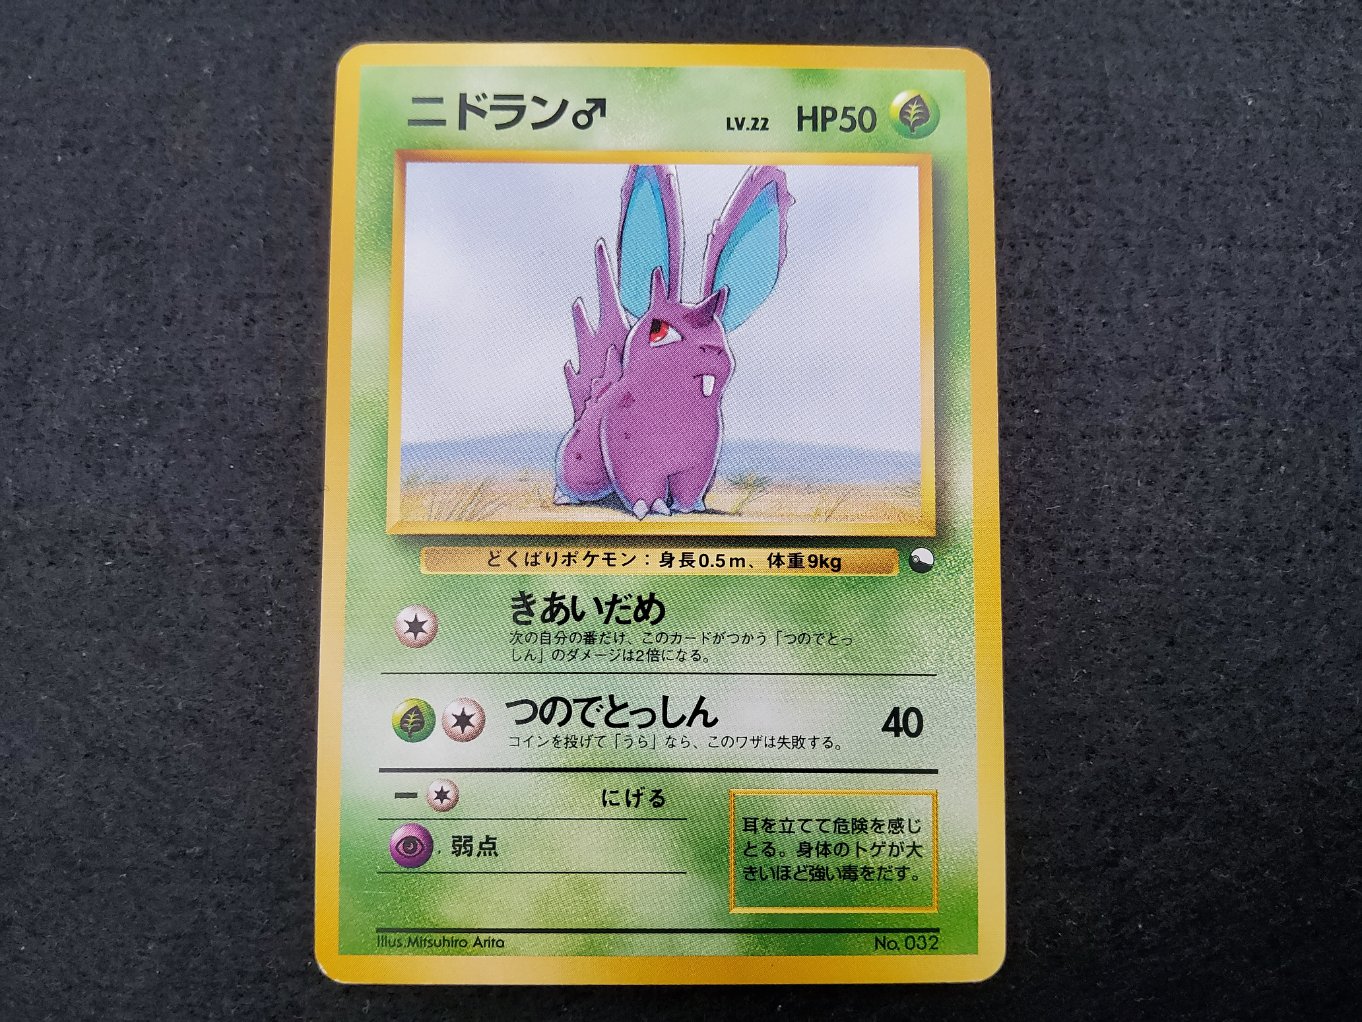 ニドラン♂ LV.22 HP50
どくばりポケモン：身長0.5m、体重9kg
きあいだめ
次の自分の番だけ、このカードがつかう「つのでとっ
しん」のダメージは2倍になる。
つのでとっしん 40
コインを投げて「うら」なら、このワザは失敗する。
ー にげる
弱点
耳を立てて危険を感じ
とる。身体のトゲが大
きいほど強い毒をだす。
Illus.Mitsuhiro Arita No. 032